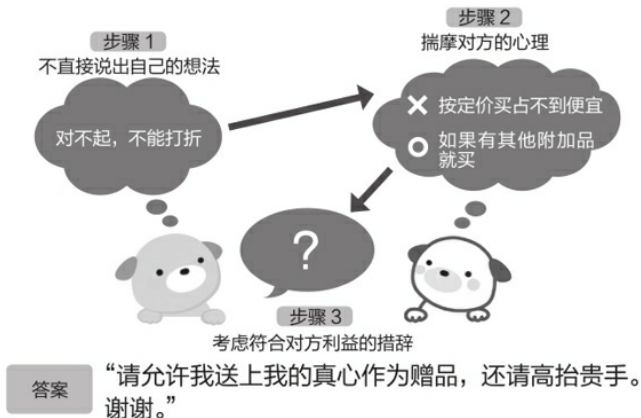 步骤 1
不直接说出自己的想法
对不起，不能打折
步骤 2
揣摩对方的心理
✕ 按定价买占不到便宜
○ 如果有其他附加品
就买
?
步骤 3
考虑符合对方利益的措辞
答案
“请允许我送上我的真心作为赠品，还请高抬贵手。
谢谢。”